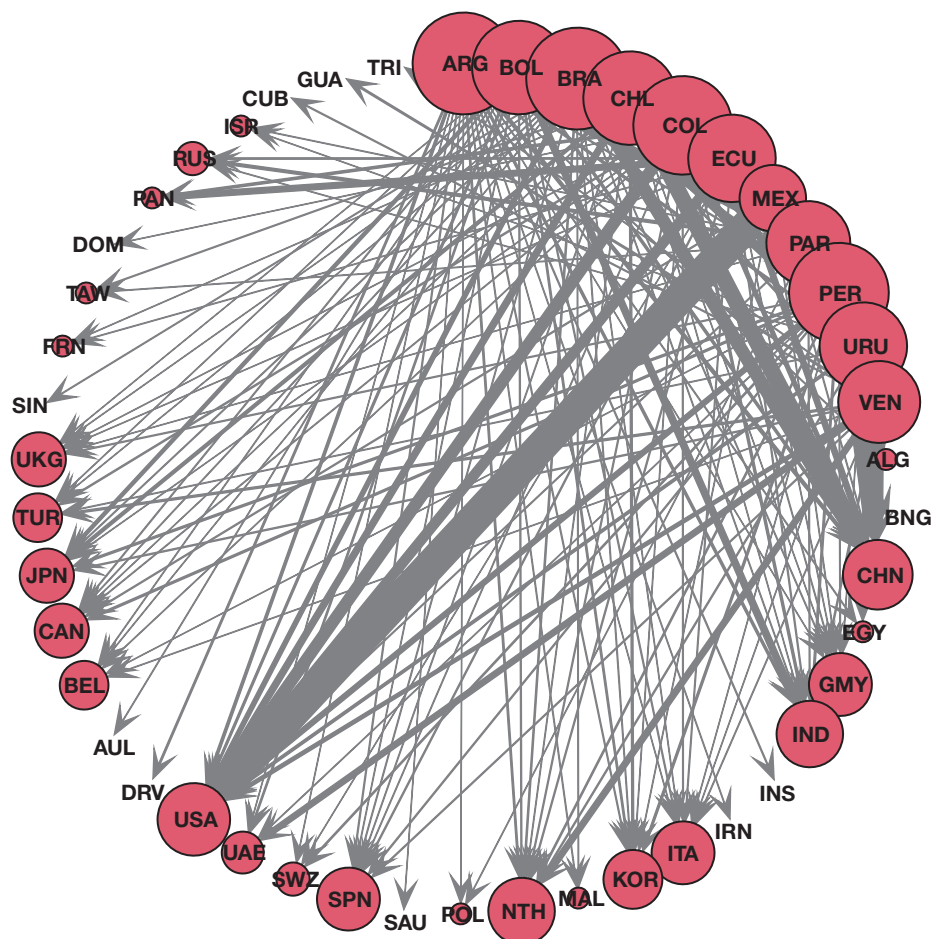 ARG
BOL
BRA
CHL
COL
ECU
MEX
PAR
PER
URU
VEN
ALG
BNG
CHN
EGY
GMY
IND
INS
IRN
ITA
KOR
MAL
NTH
POL
SAU
SPN
SWZ
UAE
USA
DRV
AUL
BEL
CAN
JPN
TUR
UKG
SIN
FRN
TAW
DOM
PAN
RUS
ISR
CUB
GUA
TRI